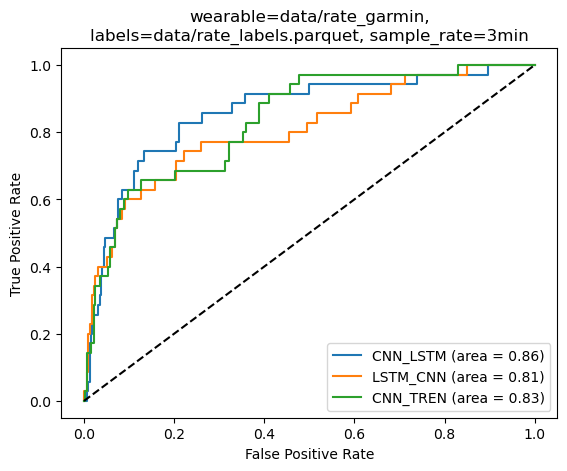 wearable=data/rate_garmin,
labels=data/rate_labels.parquet, sample_rate=3min
True Positive Rate
1.0
0.8
0.6
0.4
0.2
0.0
CNN_LSTM (area = 0.86)
LSTM_CNN (area = 0.81)
CNN_TREN (area = 0.83)
0.0 0.2 0.4 0.6 0.8 1.0
False Positive Rate